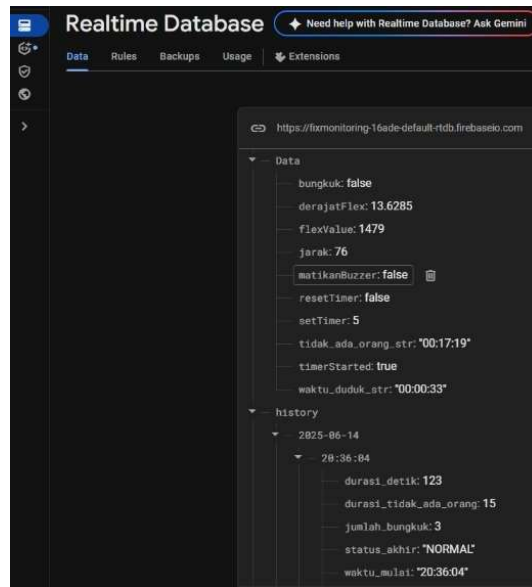 Realtime Database
Need help with Realtime Database? Ask Gemini
Data Rules Backups Usage Extensions
https://fixmonitoring-16ade-default-rtdb.firebaseio.com
Data
bungkuk: false
derajatFlex: 13.6285
flexValue: 1479
jarak: 76
matikanBuzzer: false
resetTimer: false
setTimer: 5
tidak_ada_orang_str: "00:17:19"
timerStarted: true
waktu_duduk_str: "00:00:33"
history
2025-06-14
20:36:04
durasi_detik: 123
durasi_tidak_ada_orang: 15
jumlah_bungkuk: 3
status_akhir: "NORMAL"
waktu_mulai: "20:36:04"